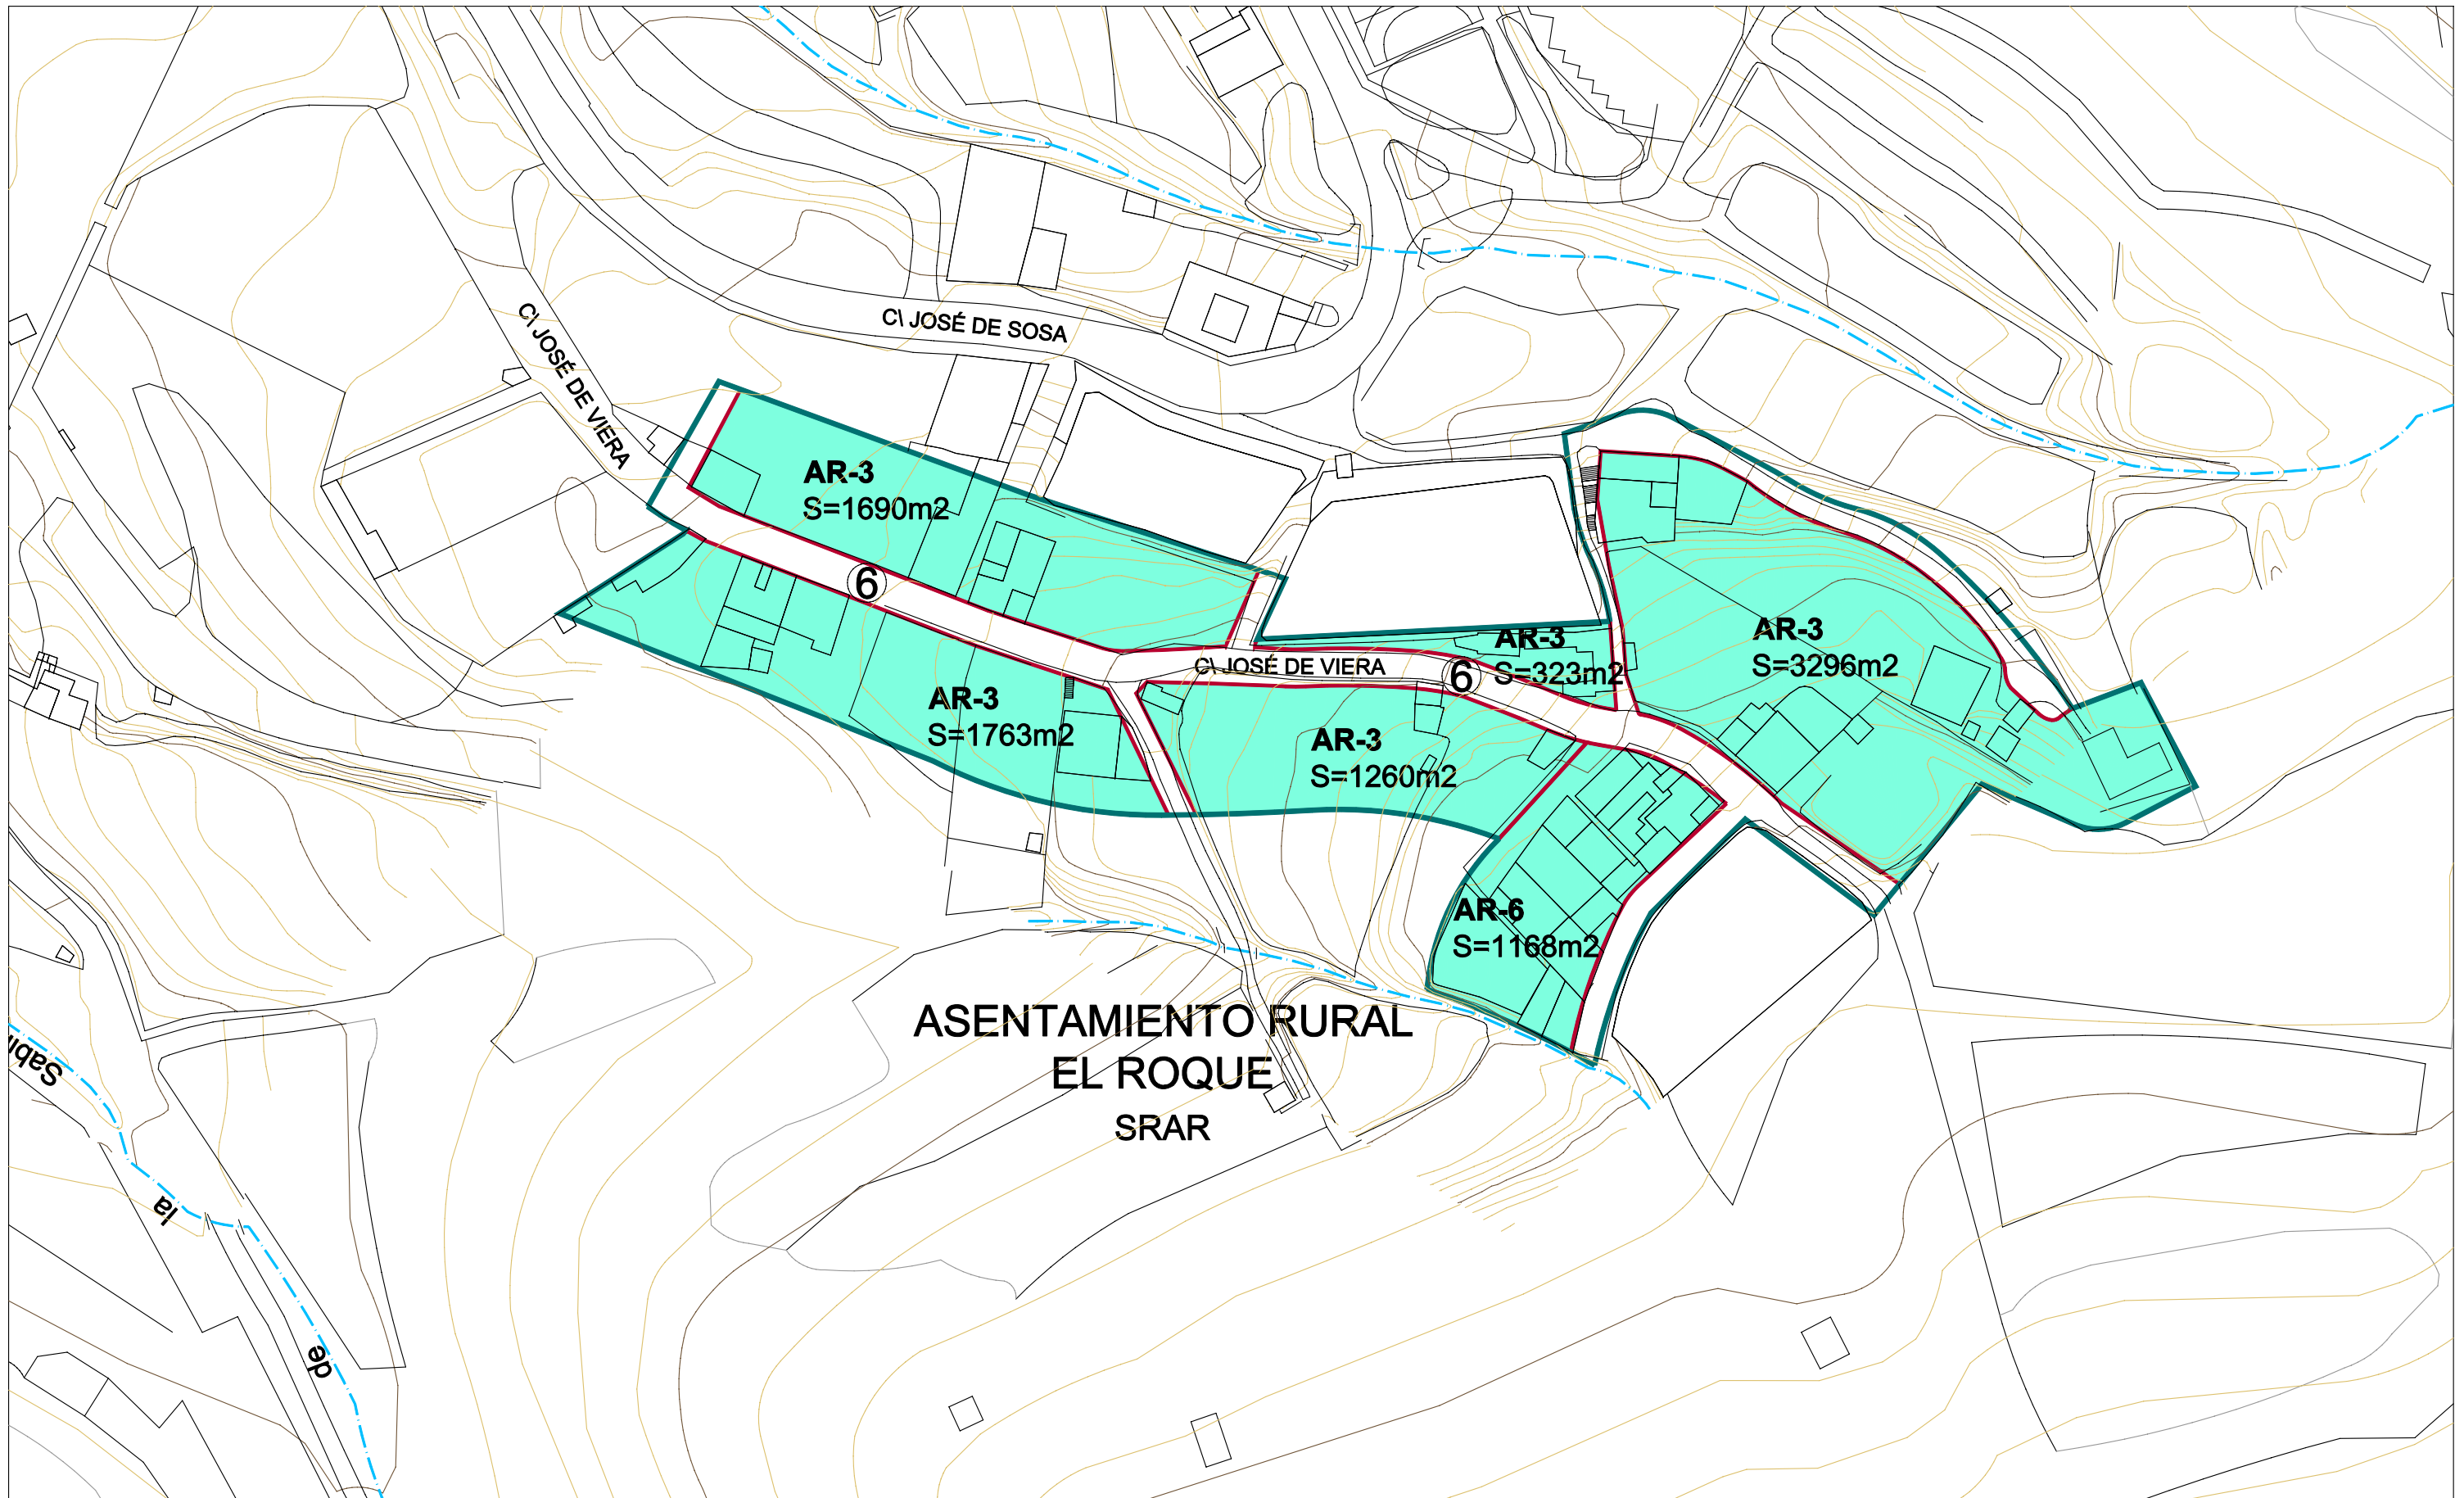 C\ JOSÉ DE SOSA
C\ JOSÉ DE VIERA
AR-3
S=1690m2
6
AR-3
S=323m2
AR-3
S=3296m2
C\ JOSÉ DE VIERA
6
AR-3
S=1763m2
AR-3
S=1260m2
AR-6
S=1168m2
ASENTAMIENTO RURAL
EL ROQUE
SRAR
la
de